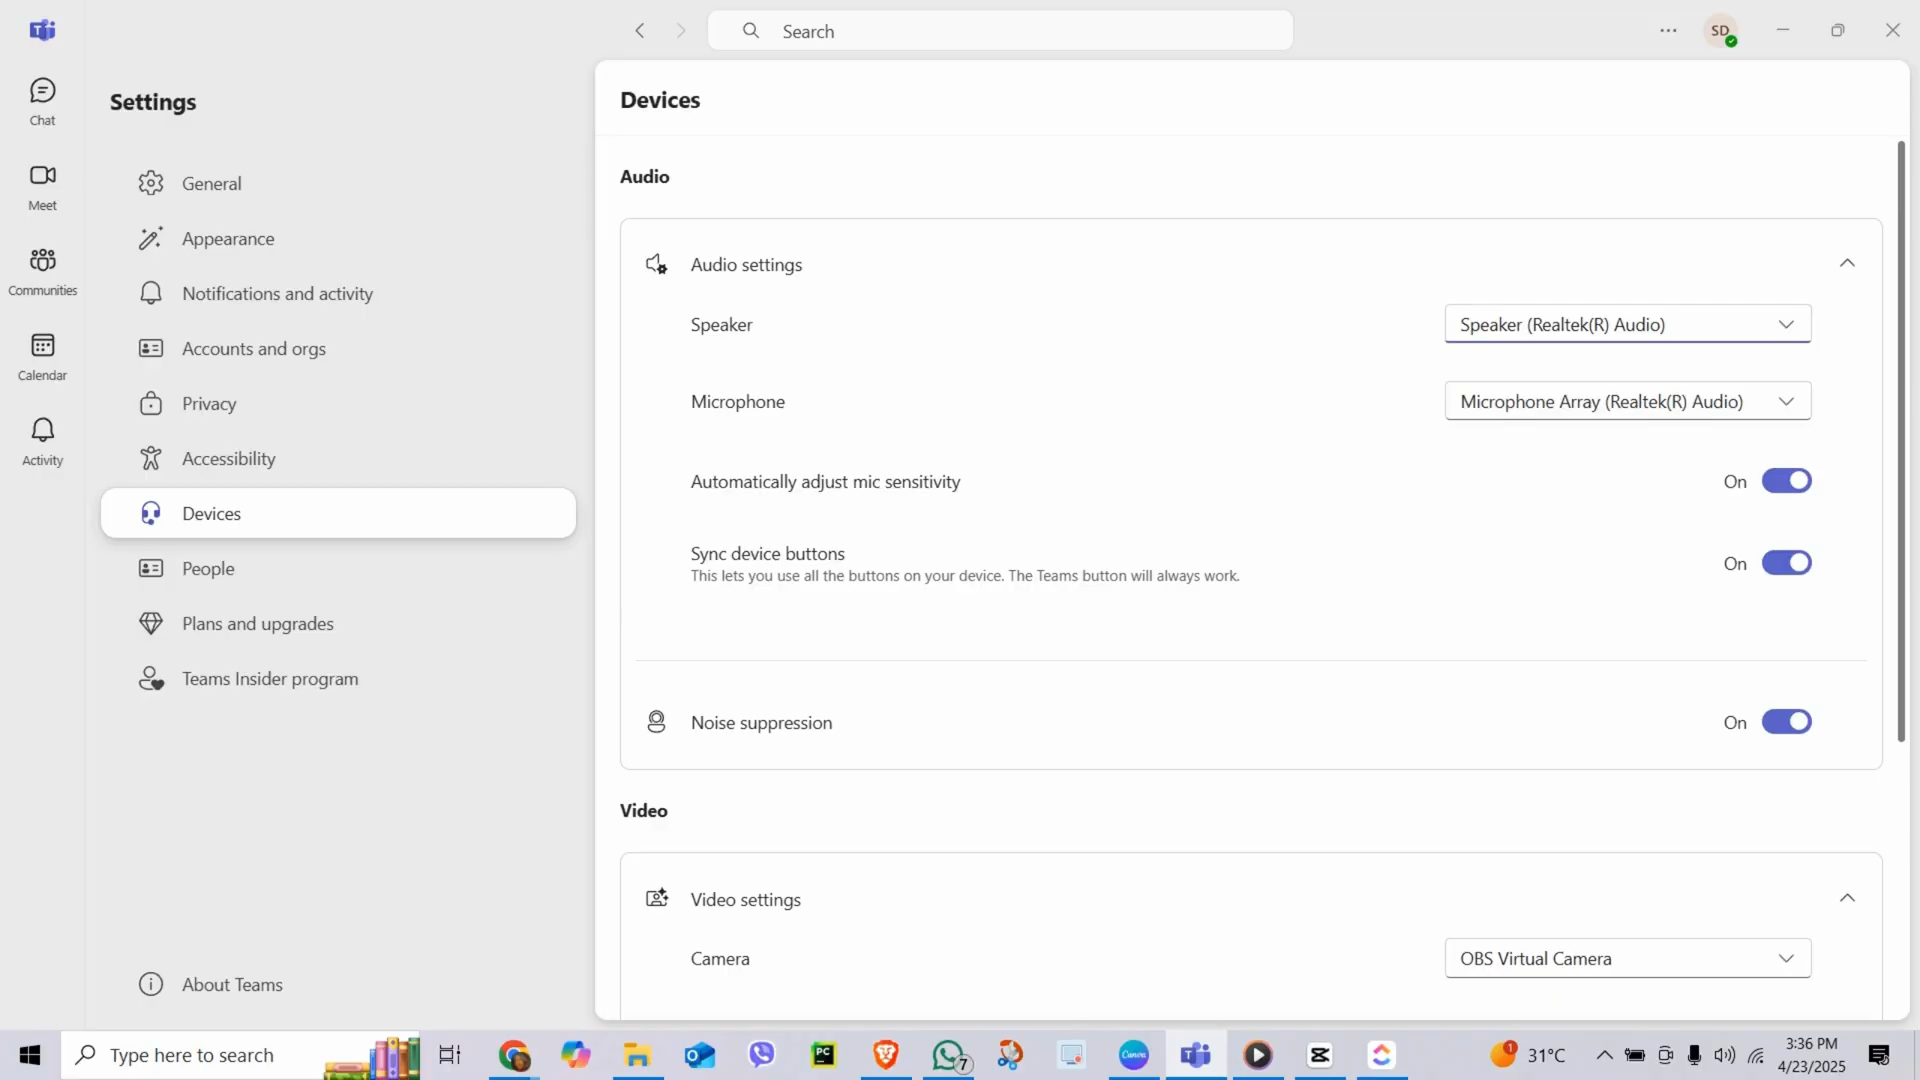 Search
SD
Chat
Meet
Communities
Calendar
Activity
Settings
General
Appearance
Notifications and activity
Accounts and orgs
Privacy
Accessibility
Devices
People
Plans and upgrades
Teams Insider program
About Teams
Devices
Audio
Audio settings
Speaker
Speaker (Realtek(R) Audio)
Microphone
Microphone Array (Realtek(R) Audio)
Automatically adjust mic sensitivity
On
Sync device buttons
This lets you use all the buttons on your device. The Teams button will always work.
On
Noise suppression
On
Video
Video settings
Camera
OBS Virtual Camera
Type here to search
PC
7
Canva
1
31°C
3:36 PM
4/23/2025